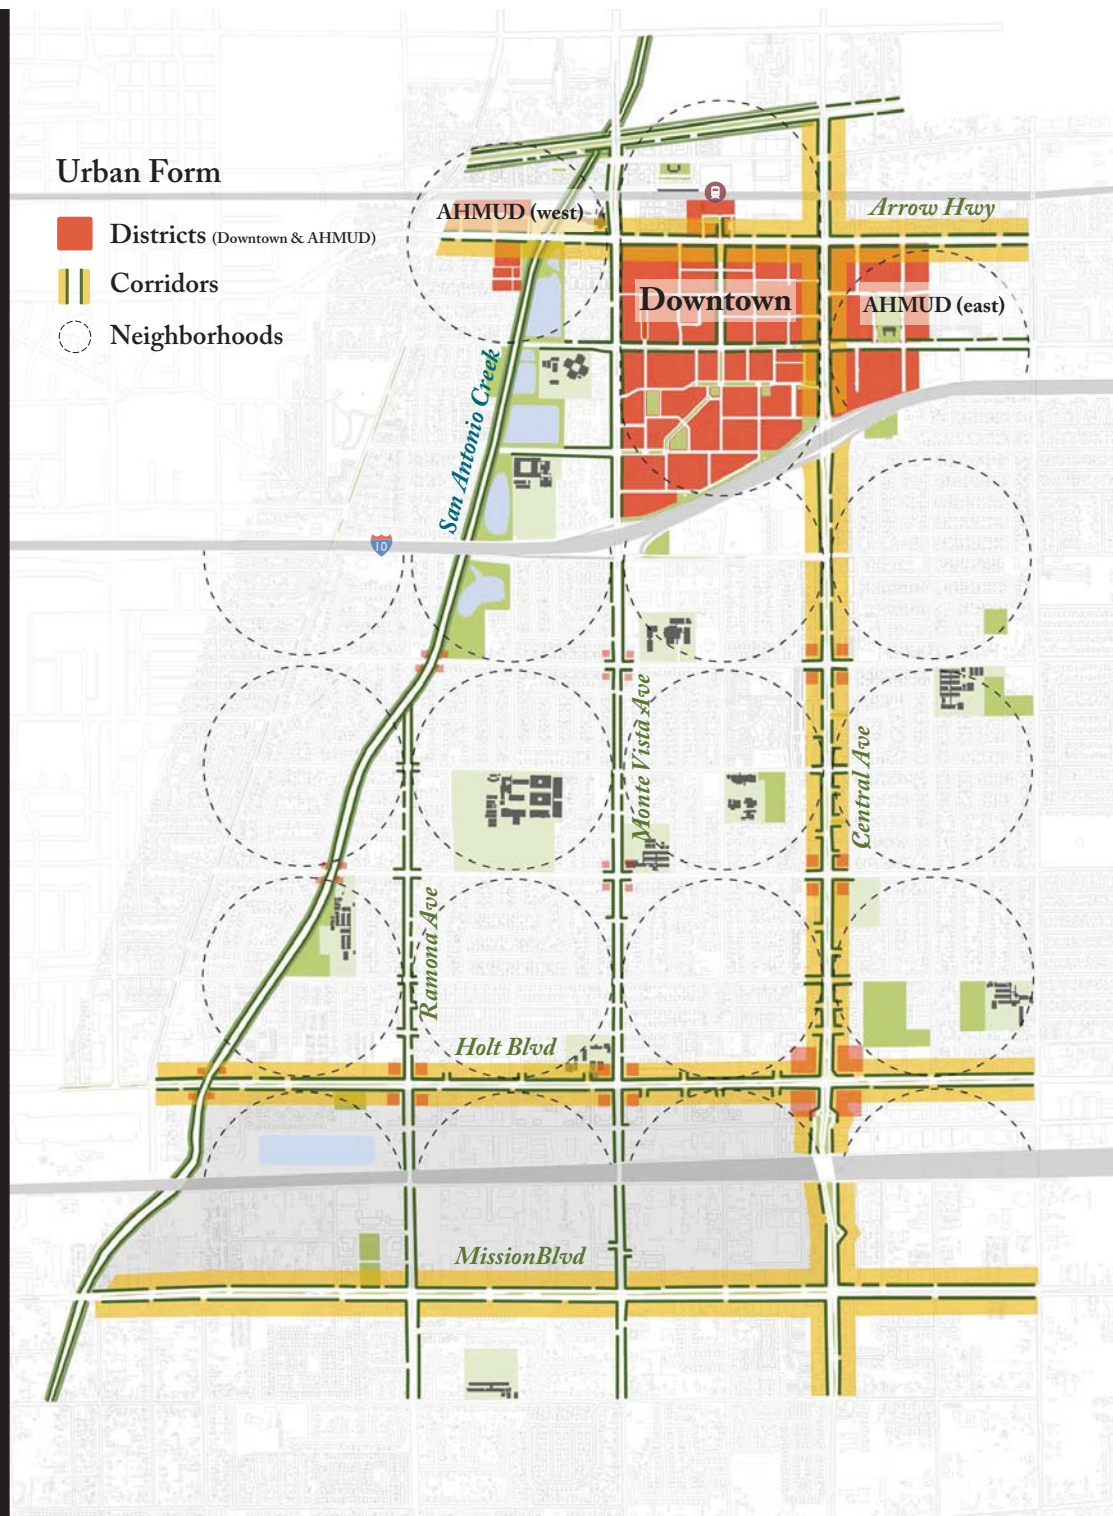 Urban Form
Districts (Downtown & AHMUD)
Corridors
Neighborhoods
AHMUD (west)
Arrow Hwy
Downtown
AHMUD (east)
San Antonio Creek
10
Monte Vista Ave
Central Ave
Ramona Ave
Holt Blvd
MissionBlvd